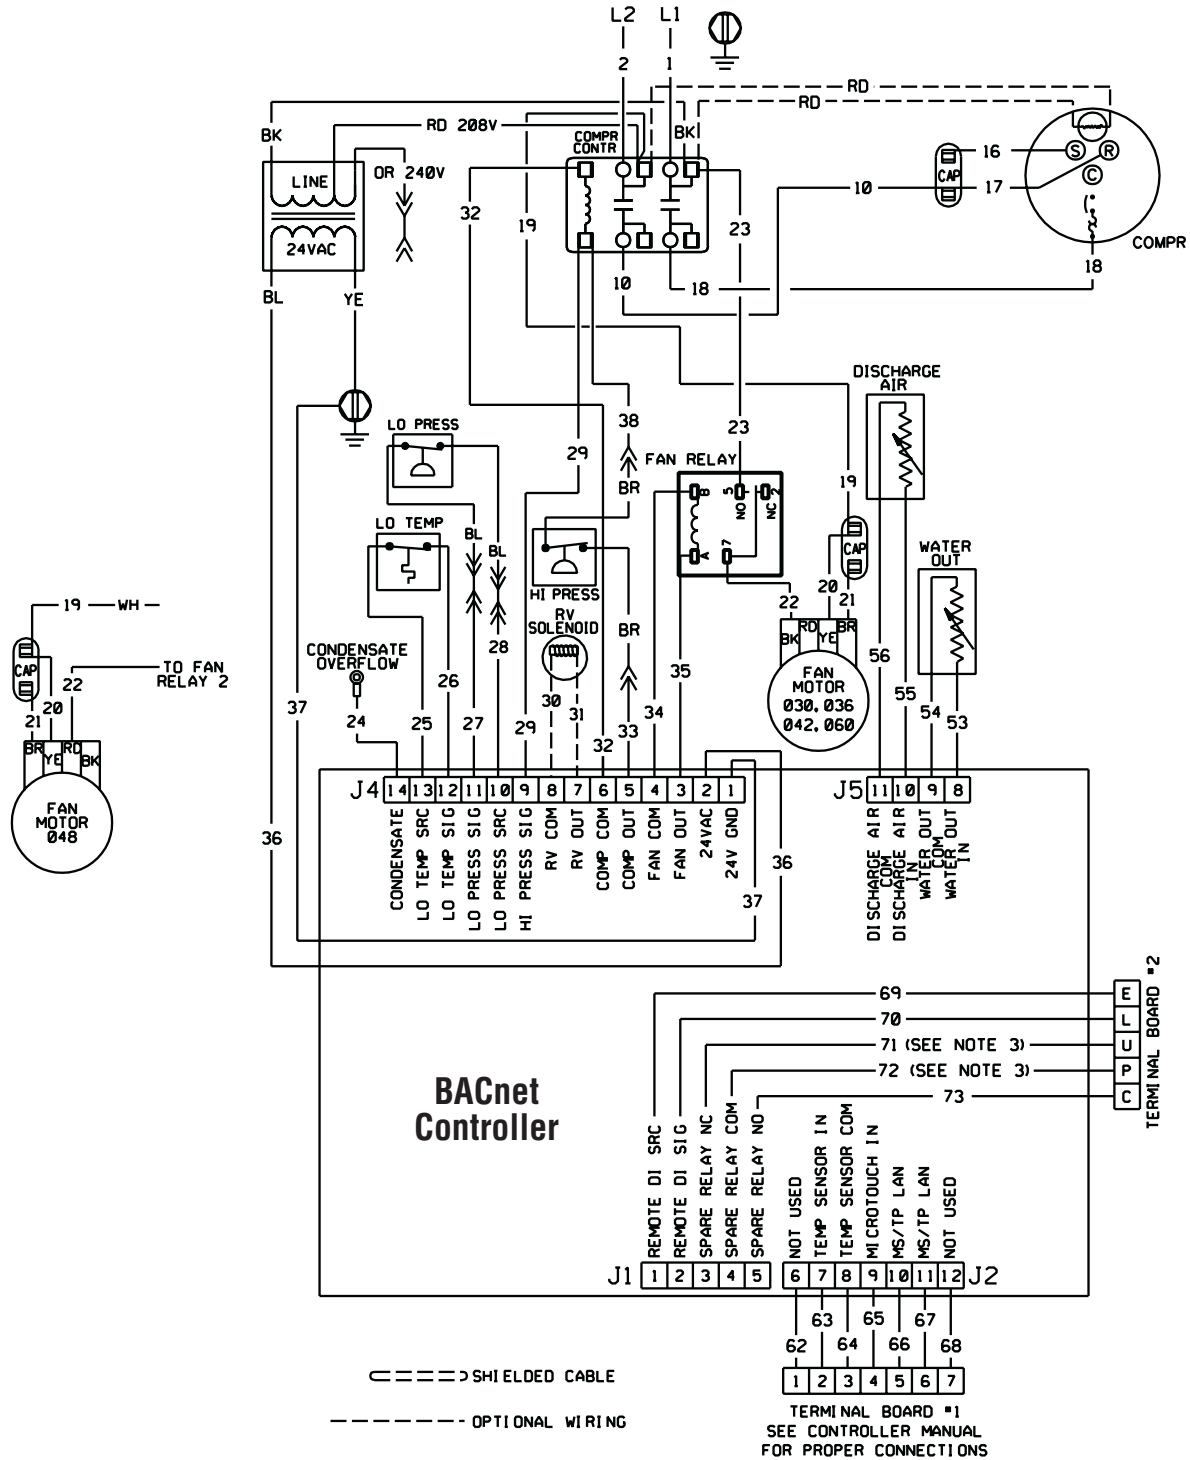 L2 L1
2 1
RD
RD
BK
RD 208V
COMPR
CONTR
BK
OR 240V
LINE
24VAC
32
19
23
16
CAP
10
17
S R
C
COMPR
18
10
18
BL
YE
LO PRESS
DISCHARGE
AIR
38
23
29
FAN RELAY
BR
19
B 5 NO NC 2
A 7
CAP
LO TEMP
BL
BL
HI PRESS
WATER
OUT
20
22
21
BK RD YE BR
FAN
MOTOR
030,036
042,060
RV
SOLENOID
BR
28
CONDENSATE
OVERFLOW
19 WH
CAP
22
TO FAN
RELAY 2
20
21
BR YE RD BK
FAN
MOTOR
048
37
24
25
26
27
29
30
31
32
33
34
35
56
55
54
53
J4 14 13 12 11 10 9 8 7 6 5 4 3 2 1
J5 11 10 9 8
CONDENSATE
LO TEMP SRC
LO TEMP SIG
LO PRESS SIG
LO PRESS SRC
HI PRESS SIG
RV COM
RV OUT
COMP COM
COMP OUT
FAN COM
FAN OUT
24VAC
24V GND
DISCHARGE AIR
COM
DISCHARGE AIR
IN
WATER OUT
COM
WATER OUT
IN
36
36
37
69
70
71 (SEE NOTE 3)
72 (SEE NOTE 3)
73
E
L
U
P
C
TERMINAL BOARD #2
BACnet
Controller
REMOTE DI SRC
REMOTE DI SIG
SPARE RELAY NC
SPARE RELAY COM
SPARE RELAY NO
NOT USED
TEMP SENSOR IN
TEMP SENSOR COM
MICROTOUCH IN
MS/TP LAN
MS/TP LAN
NOT USED
J1 1 2 3 4 5
6 7 8 9 10 11 12 J2
62 63 64 65 66 67 68
1 2 3 4 5 6 7
TERMINAL BOARD #1
SEE CONTROLLER MANUAL
FOR PROPER CONNECTIONS
SHIELDED CABLE
OPTIONAL WIRING